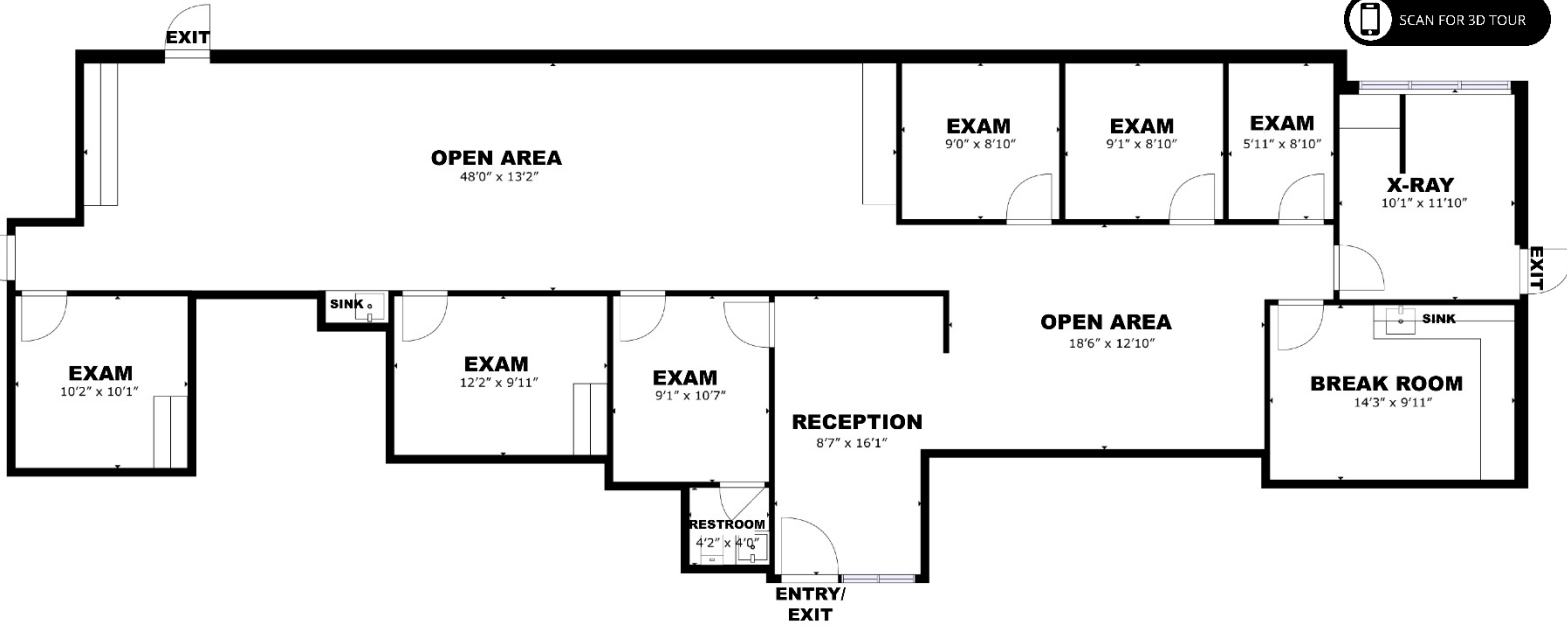 SCAN FOR 3D TOUR
EXIT
OPEN AREA
48'0" x 13'2"
EXAM
9'0" x 8'10"
EXAM
9'1" x 8'10"
EXAM
5'11" x 8'10"
X-RAY
10'1" x 11'10"
EXIT
SINK
EXAM
10'2" x 10'1"
EXAM
12'2" x 9'11"
EXAM
9'1" x 10'7"
RECEPTION
8'7" x 16'1"
OPEN AREA
18'6" x 12'10"
SINK
BREAK ROOM
14'3" x 9'11"
RESTROOM
4'2" x 4'0"
ENTRY/
EXIT